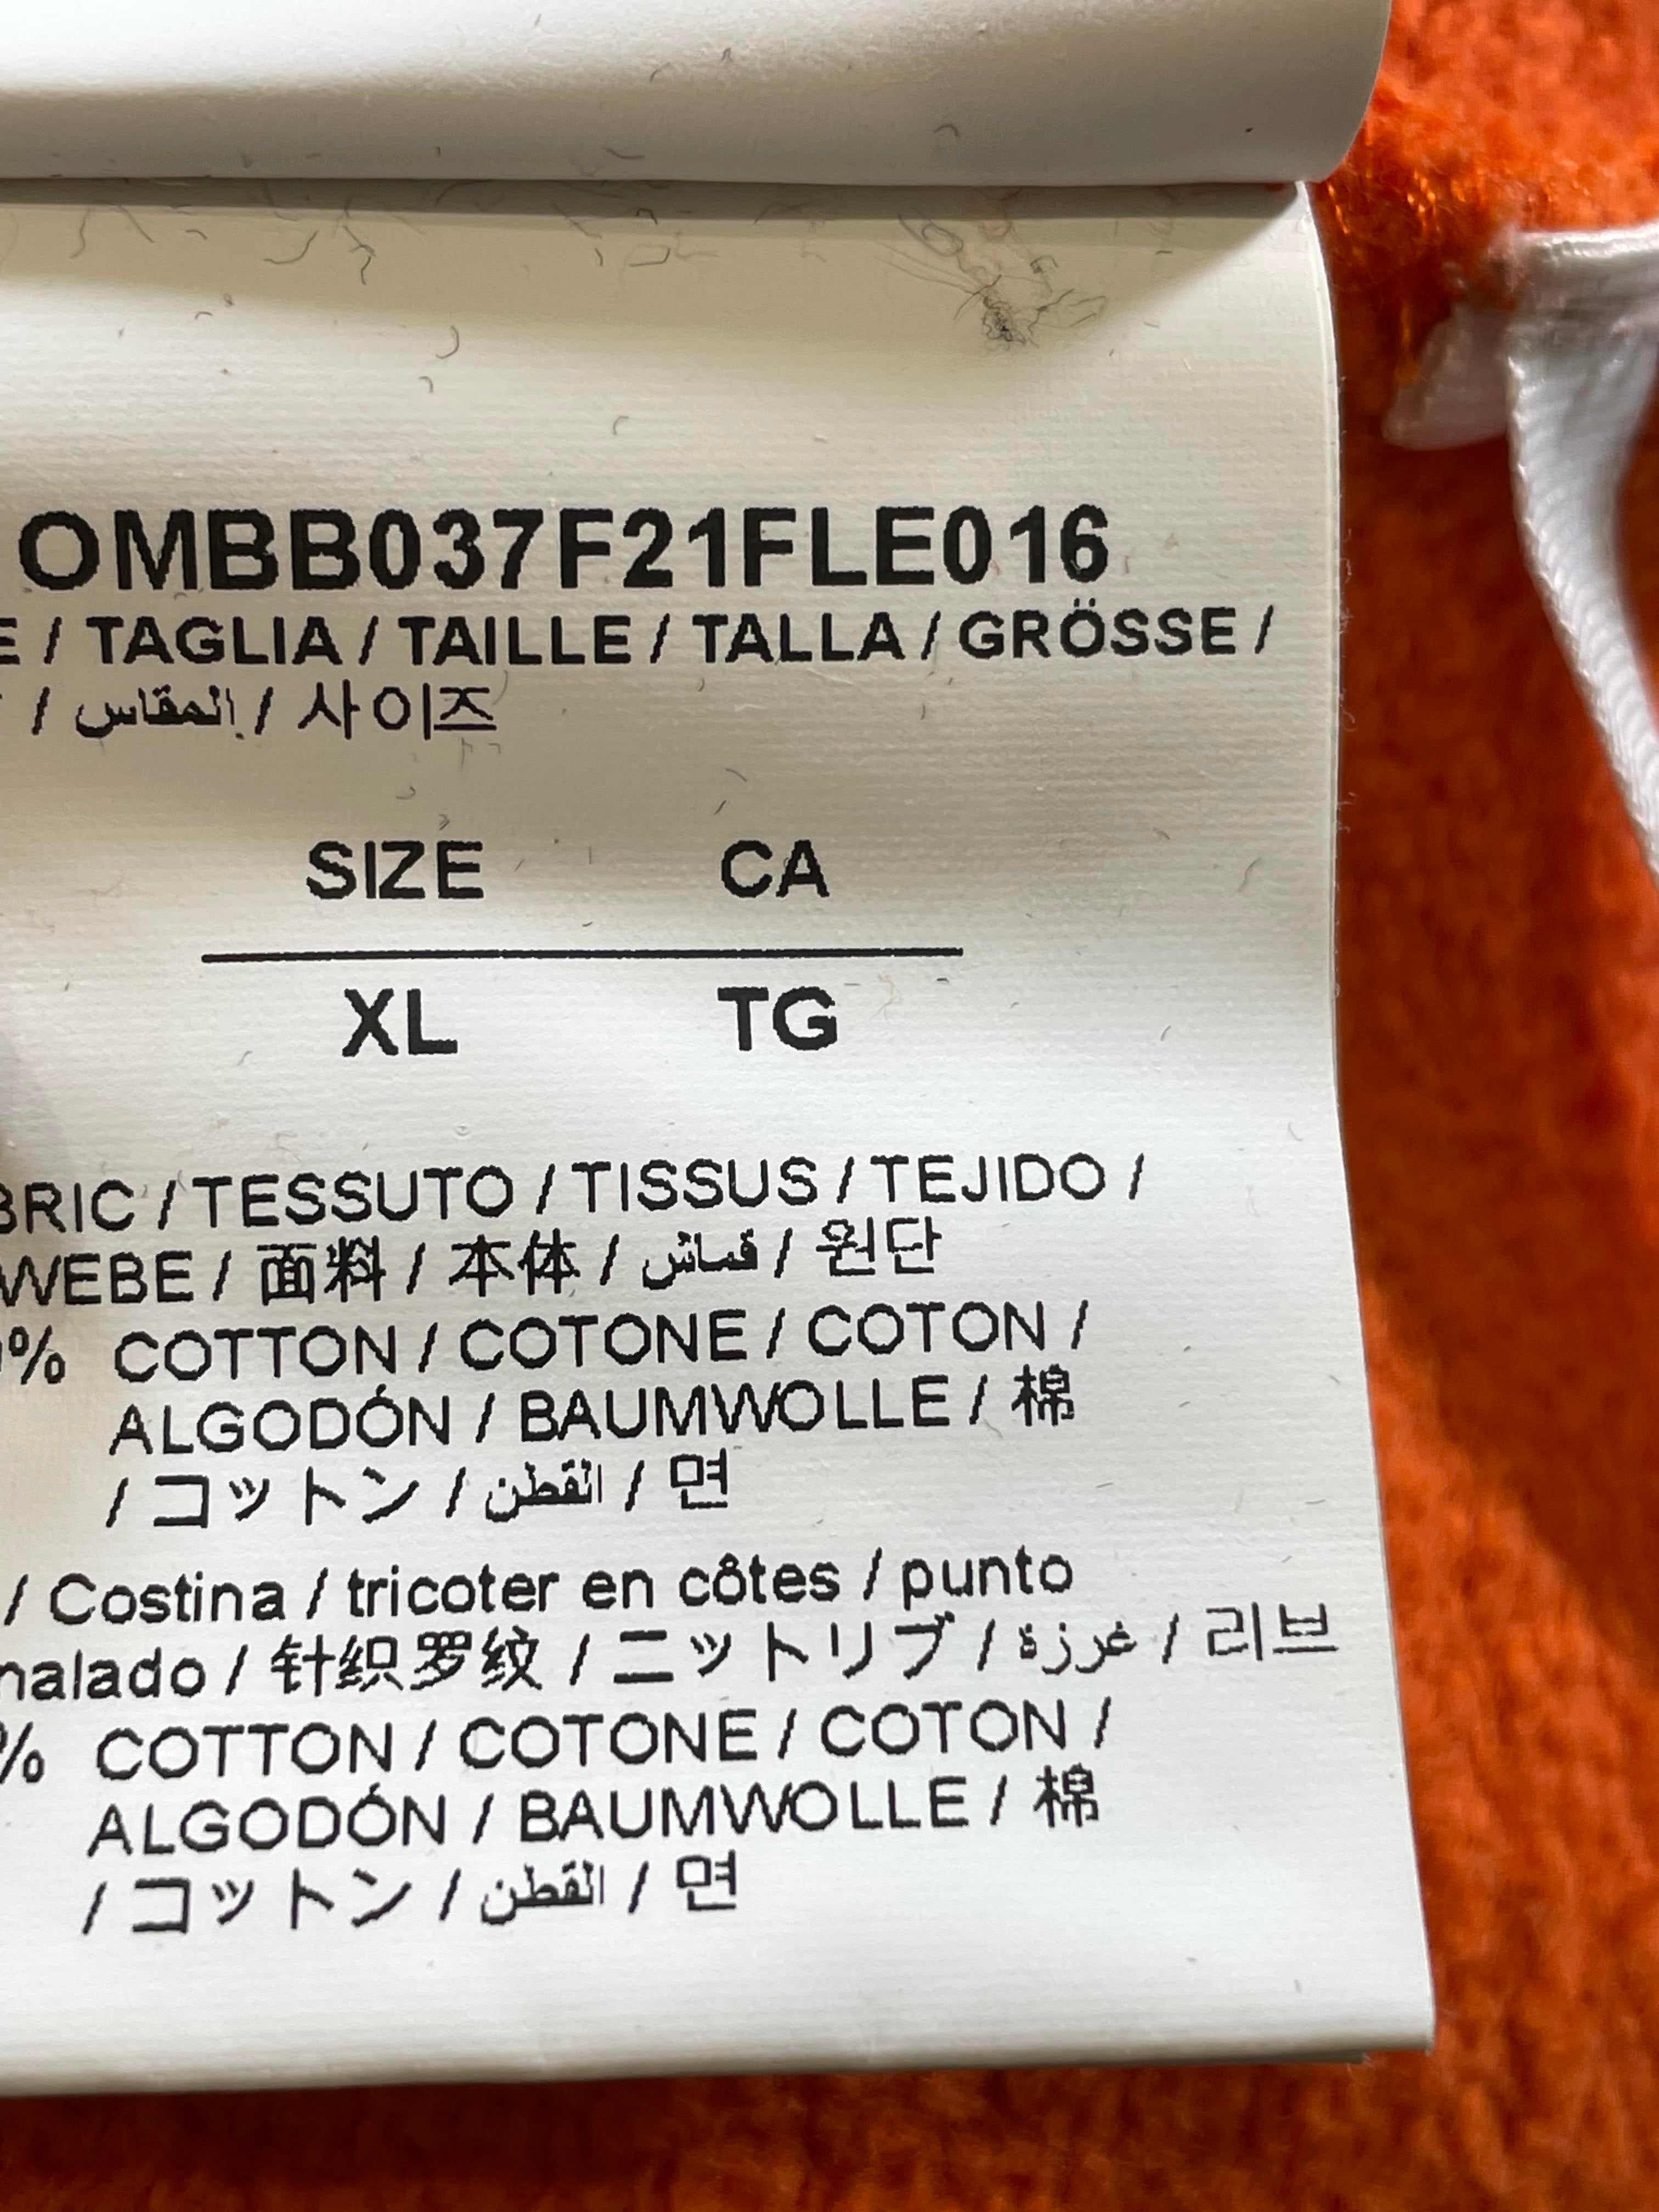 OMBB037F21FLE016
E / TAGLIA / TAILLE / TALLA / GRÖSSE /
/ المقاس / 사이즈
SIZE CA
XL TG
BRIC / TESSUTO / TISSUS / TEJIDO /
WEBE / 面料 / 本体 / قماش / 원단
0% COTTON / COTONE / COTON /
ALGODÓN / BAUMWOLLE / 棉
/ コットン / القطن / 면
/ Costina / tricoter en côtes / punto
nalado / 针织罗纹 / ニットリブ / غرزة / 리브
% COTTON / COTONE / COTON /
ALGODÓN / BAUMWOLLE / 棉
/ コットン / القطن / 면